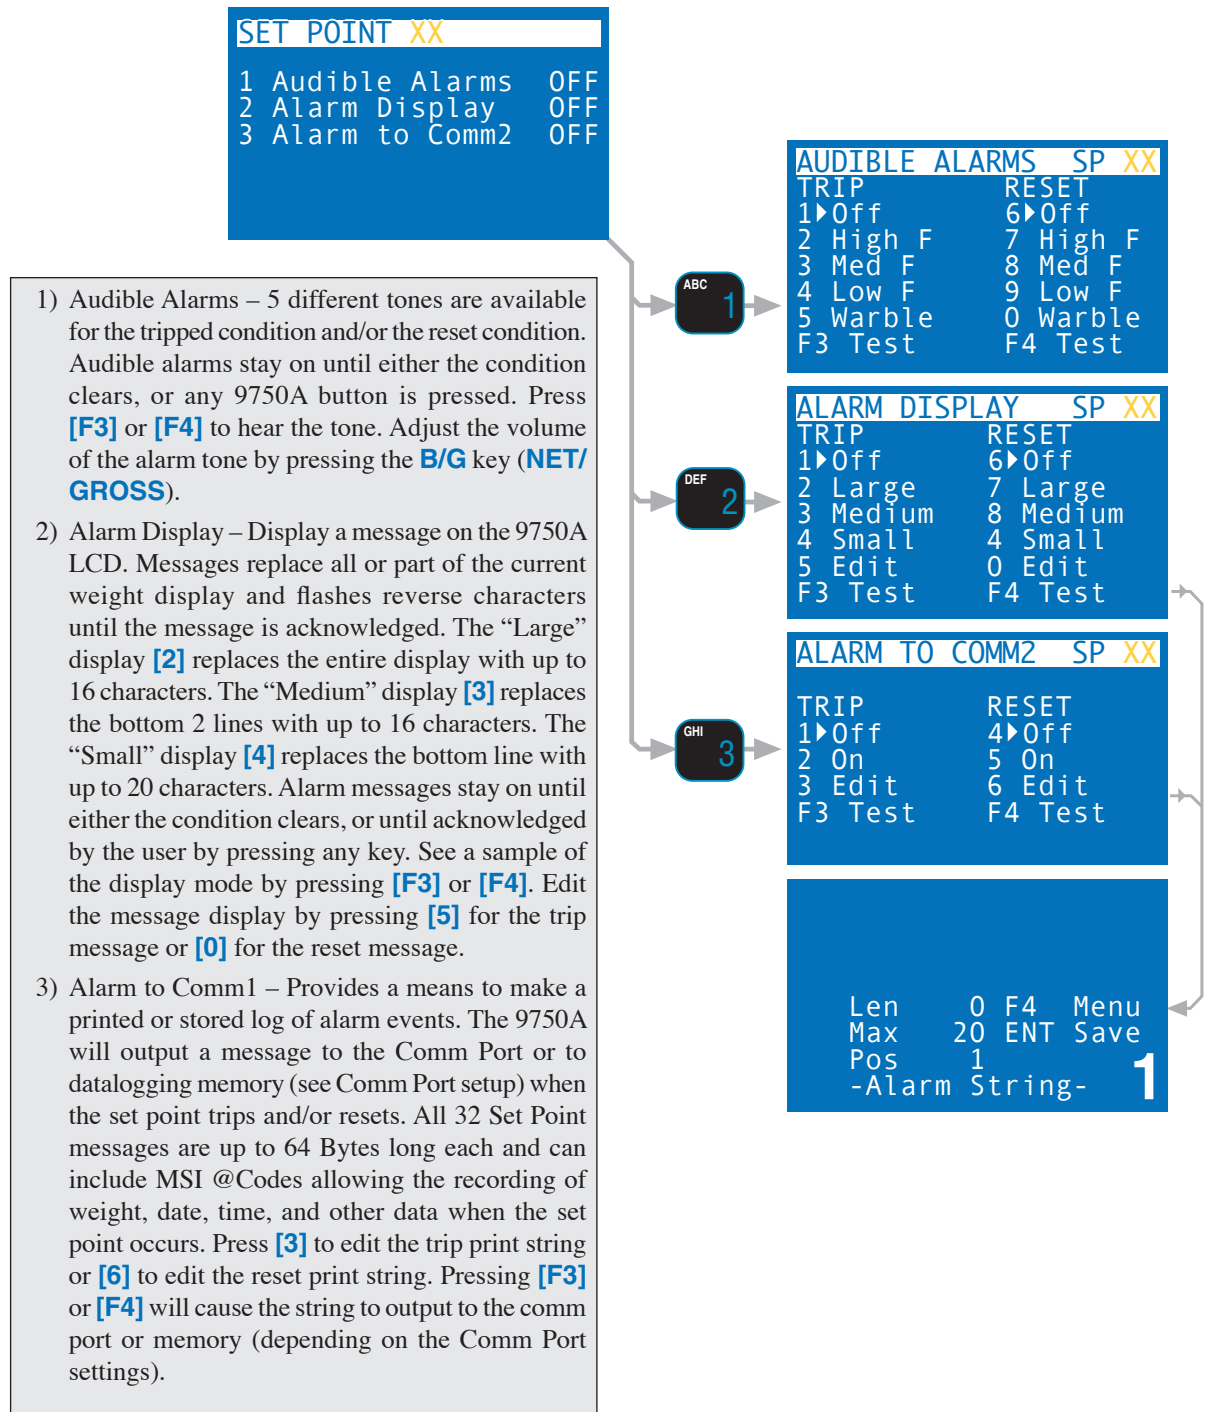 SET POINT XX
1 Audible Alarms OFF
2 Alarm Display OFF
3 Alarm to Comm2 OFF
1) Audible Alarms – 5 different tones are available
for the tripped condition and/or the reset condition.
Audible alarms stay on until either the condition
clears, or any 9750A button is pressed. Press
[F3] or [F4] to hear the tone. Adjust the volume
of the alarm tone by pressing the B/G key (NET/
GROSS).
2) Alarm Display – Display a message on the 9750A
LCD. Messages replace all or part of the current
weight display and flashes reverse characters
until the message is acknowledged. The “Large”
display [2] replaces the entire display with up to
16 characters. The “Medium” display [3] replaces
the bottom 2 lines with up to 16 characters. The
“Small” display [4] replaces the bottom line with
up to 20 characters. Alarm messages stay on until
either the condition clears, or until acknowledged
by the user by pressing any key. See a sample of
the display mode by pressing [F3] or [F4]. Edit
the message display by pressing [5] for the trip
message or [0] for the reset message.
3) Alarm to Comm1 – Provides a means to make a
printed or stored log of alarm events. The 9750A
will output a message to the Comm Port or to
datalogging memory (see Comm Port setup) when
the set point trips and/or resets. All 32 Set Point
messages are up to 64 Bytes long each and can
include MSI @Codes allowing the recording of
weight, date, time, and other data when the set
point occurs. Press [3] to edit the trip print string
or [6] to edit the reset print string. Pressing [F3]
or [F4] will cause the string to output to the comm
port or memory (depending on the Comm Port
settings).
ABC 1
AUDIBLE ALARMS SP XX
TRIP RESET
1▶Off 6▶Off
2 High F 7 High F
3 Med F 8 Med F
4 Low F 9 Low F
5 Warble 0 Warble
F3 Test F4 Test
DEF 2
ALARM DISPLAY SP XX
TRIP RESET
1▶Off 6▶Off
2 Large 7 Large
3 Medium 8 Medium
4 Small 4 Small
5 Edit 0 Edit
F3 Test F4 Test
GHI 3
ALARM TO COMM2 SP XX
TRIP RESET
1▶Off 4▶Off
2 On 5 On
3 Edit 6 Edit
F3 Test F4 Test
Len 0 F4 Menu
Max 20 ENT Save
Pos 1
-Alarm String- 1